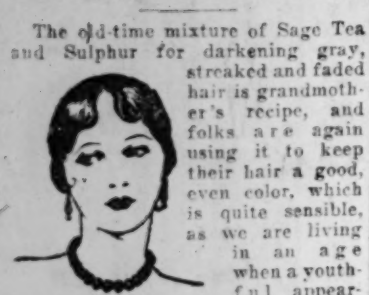 The old-time mixture of Sage Tea
and Sulphur for darkening gray,
streaked and faded
hair is grandmoth-
er's recipe, and
folks are again
using it to keep
their hair a good,
even color, which
is quite sensible,
as we are living
in an age
when a youth-
ful appear-